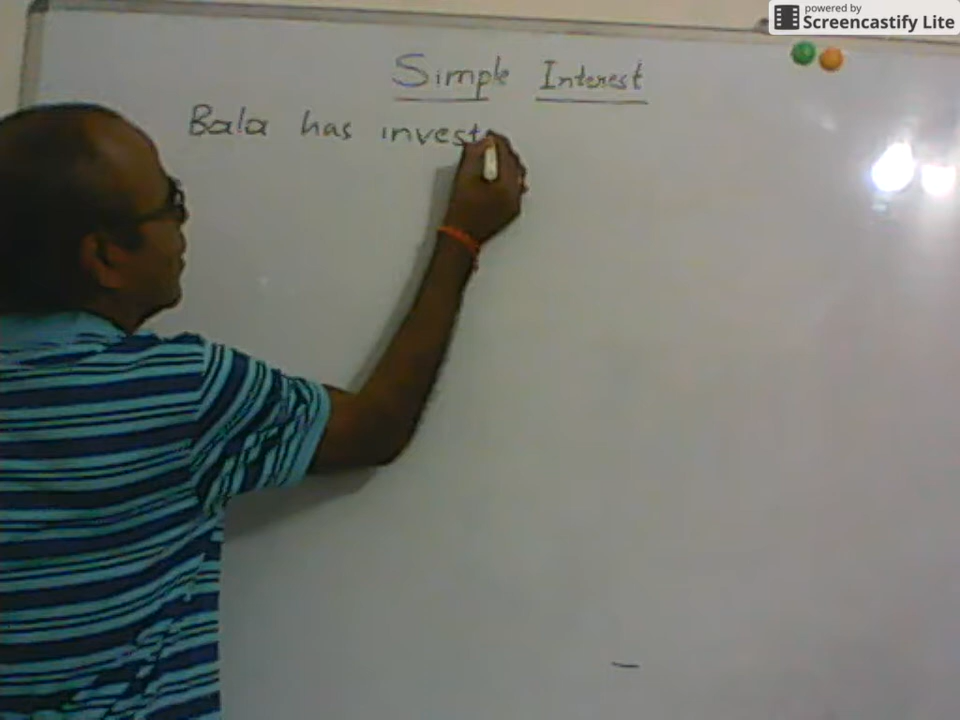 powered by
Screencastify Lite
Simple Interest
Bala has invest